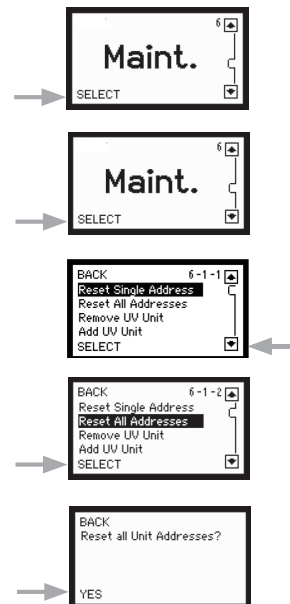 6
Maint.
SELECT
6
Maint.
SELECT
BACK 6-1-1
Reset Single Address
Reset All Addresses
Remove UV Unit
Add UV Unit
SELECT
BACK 6-1-2
Reset Single Address
Reset All Addresses
Remove UV Unit
Add UV Unit
SELECT
BACK
Reset all Unit Addresses?
YES